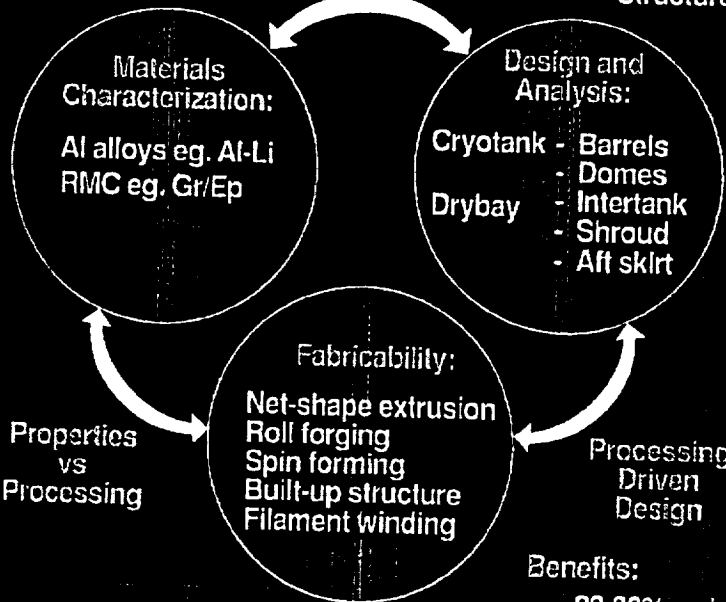 Structure
Materials
Characterization:
Al alloys eg. Al-Li
RMC eg. Gr/Ep
Design and
Analysis:
Cryotank - Barrels
- Domes
Drybay - Intertank
- Shroud
- Aft skirt
Fabricability:
Net-shape extrusion
Roll forging
Spin forming
Built-up structure
Filament winding
Properties
vs
Processing
Processing
Driven
Design
Benefits: